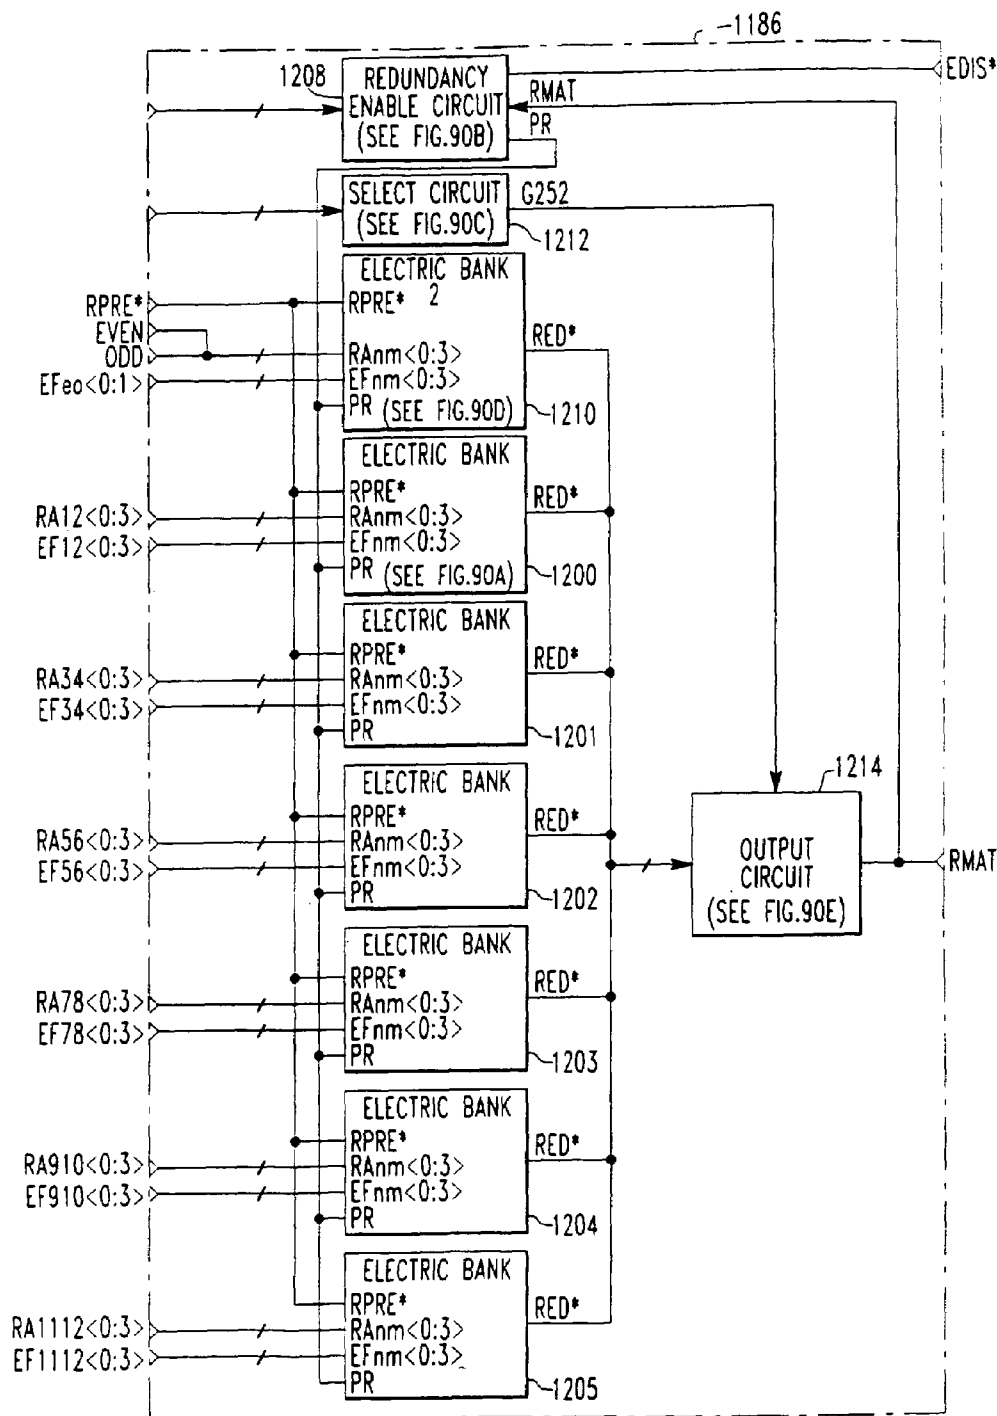 1186
1208
REDUNDANCY
ENABLE CIRCUIT
(SEE FIG.90B)
EDIS*
RMAT
PR
SELECT CIRCUIT
(SEE FIG.90C)
G252
1212
ELECTRIC BANK
2
RPRE*
RPRE*
EVEN
ODD
RAnm<0:3>
EFeo<0:1>
EFnm<0:3>
PR (SEE FIG.90D)
RED*
1210
ELECTRIC BANK
RPRE*
RA12<0:3>
RAnm<0:3>
EF12<0:3>
EFnm<0:3>
PR (SEE FIG.90A)
RED*
1200
ELECTRIC BANK
RPRE*
RA34<0:3>
RAnm<0:3>
EF34<0:3>
EFnm<0:3>
PR
RED*
1201
ELECTRIC BANK
RPRE*
RA56<0:3>
RAnm<0:3>
EF56<0:3>
EFnm<0:3>
PR
RED*
1202
1214
OUTPUT
CIRCUIT
(SEE FIG.90E)
RMAT
ELECTRIC BANK
RPRE*
RA78<0:3>
RAnm<0:3>
EF78<0:3>
EFnm<0:3>
PR
RED*
1203
ELECTRIC BANK
RPRE*
RA910<0:3>
RAnm<0:3>
EF910<0:3>
EFnm<0:3>
PR
RED*
1204
ELECTRIC BANK
RPRE*
RA1112<0:3>
RAnm<0:3>
EF1112<0:3>
EFnm<0:3>
PR
RED*
1205